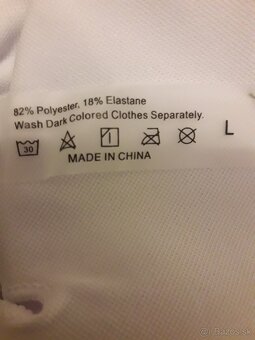 82% Polyester, 18% Elastane
Wash Dark Colored Clothes Separately.
30
L
MADE IN CHINA